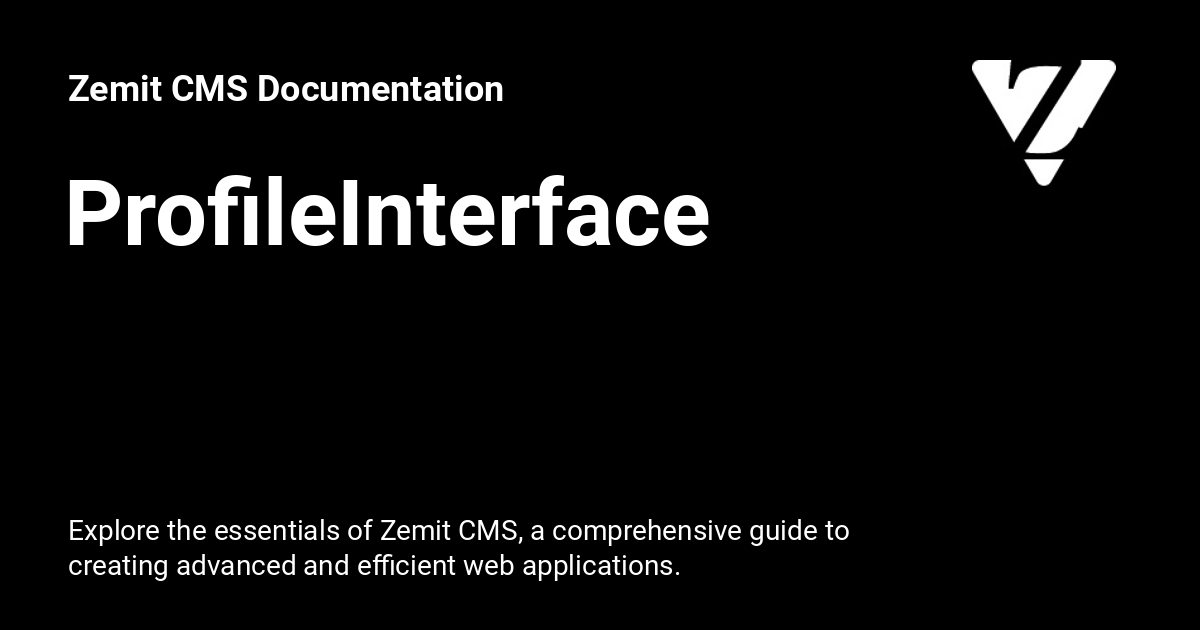 Zemit CMS Documentation
ProfileInterface
Explore the essentials of Zemit CMS, a comprehensive guide to
creating advanced and efficient web applications.